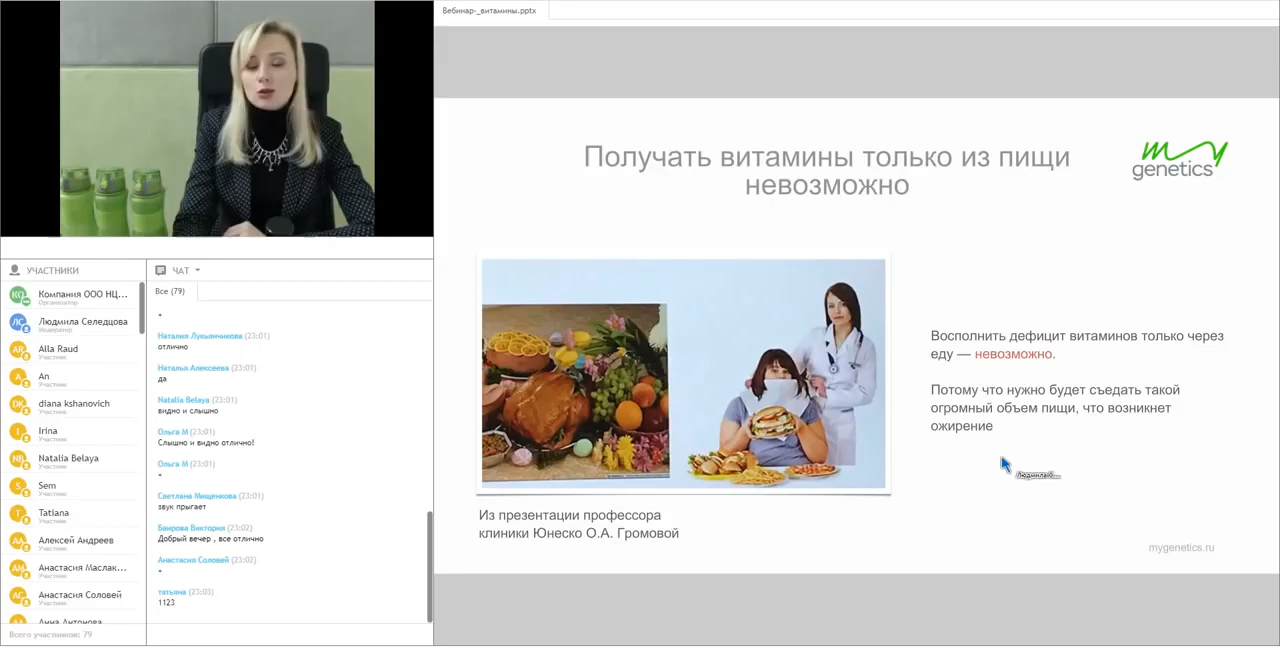 Вебинар-_витамины.pptx
Получать витамины только из пищи
невозможно
my
genetics
Восполнить дефицит витаминов только через
еду — невозможно.
Потому что нужно будет съедать такой
огромный объем пищи, что возникнет
ожирение
Из презентации профессора
клиники Юнеско О.А. Громовой
mygenetics.ru
УЧАСТНИКИ
Компания ООО НЦ...
Организатор
Людмила Селедцова
Модератор
Alla Raud
Участник
An
Участник
diana kshanovich
Участник
Irina
Участник
Natalia Belaya
Участник
Sem
Участник
Tatiana
Участник
Алексей Андреев
Участник
Анастасия Маслак...
Участник
Анастасия Соловей
Участник
Анна Антонова
Всего участников: 79
ЧАТ
Все (79)
+
Наталия Лукьянчикова (23:01)
отлично
Наталья Алексеева (23:01)
да
Natalia Belaya (23:01)
видно и слышно
Ольга М (23:01)
Слышно и видно отлично!
Ольга М (23:01)
+
Светлана Мищенкова (23:01)
звук прыгает
Баирова Виктория (23:02)
Добрый вечер , все отлично
Анастасия Соловей (23:02)
+
татьяна (23:03)
1123